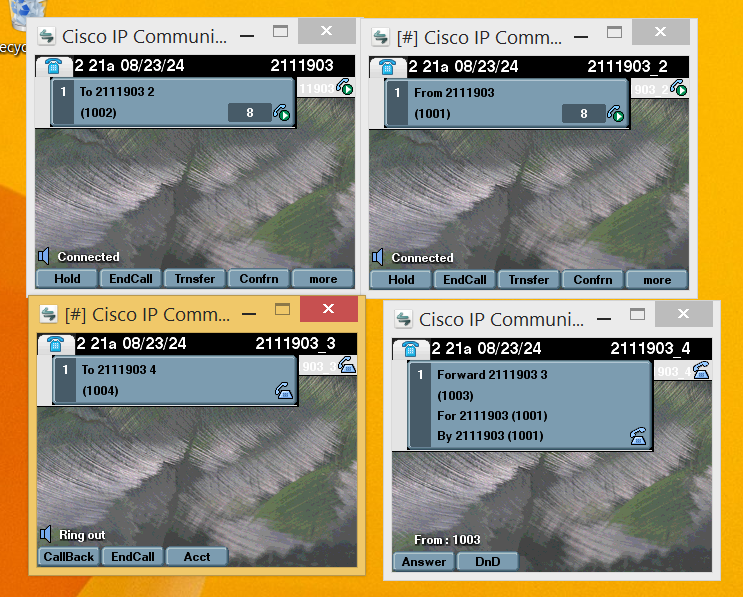 ecyc
Cisco IP Communi...
2 21a 08/23/24 2111903
11903
1 To 2111903 2
(1002) 8
Connected
Hold EndCall Trnsfer Confrn more
[#] Cisco IP Comm...
2 21a 08/23/24 2111903_2
903_2
1 From 2111903
(1001) 8
Connected
Hold EndCall Trnsfer Confrn more
[#] Cisco IP Comm...
2 21a 08/23/24 2111903_3
903_3
1 To 2111903 4
(1004)
Ring out
CallBack EndCall Acct
Cisco IP Communi...
2 21a 08/23/24 2111903_4
903_4
1 Forward 2111903 3
(1003)
For 2111903 (1001)
By 2111903 (1001)
From : 1003
Answer DnD